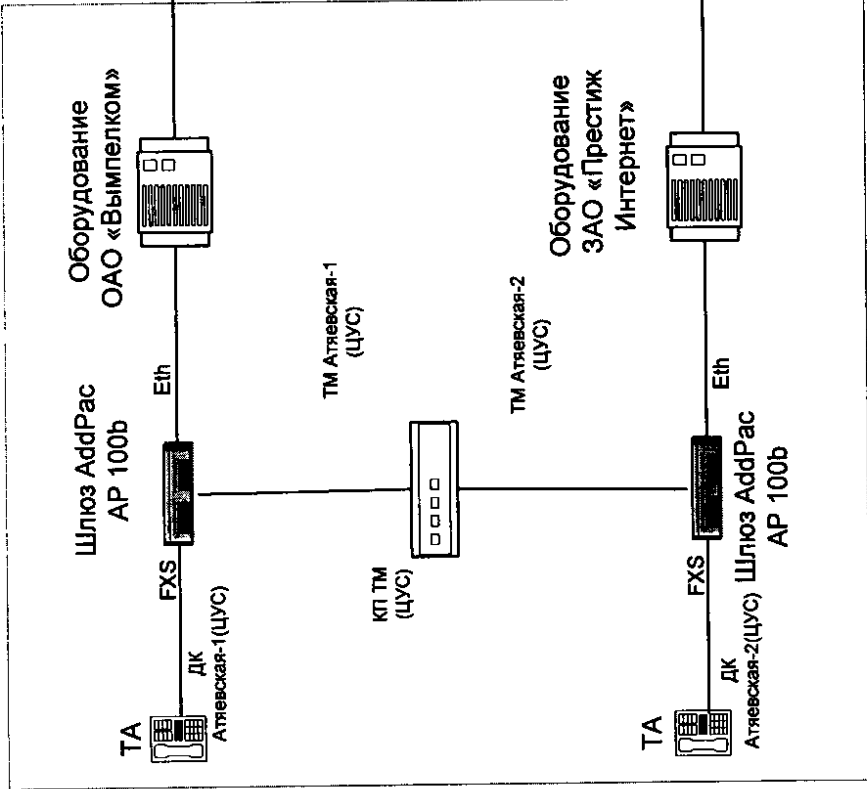 Оборудование
ОАО «Вымпелком»
Eth
Шлюз AddPac
АР 100b
FXS
ДК
Атяевская-1(ЦУС)
ТА
ТМ Атяевская-1
(ЦУС)
ТМ Атяевская-2
(ЦУС)
КП ТМ
(ЦУС)
Оборудование
ЗАО «Престиж
Интернет»
Eth
Шлюз AddPac
АР 100b
FXS
ДК
Атяевская-2(ЦУС)
ТА